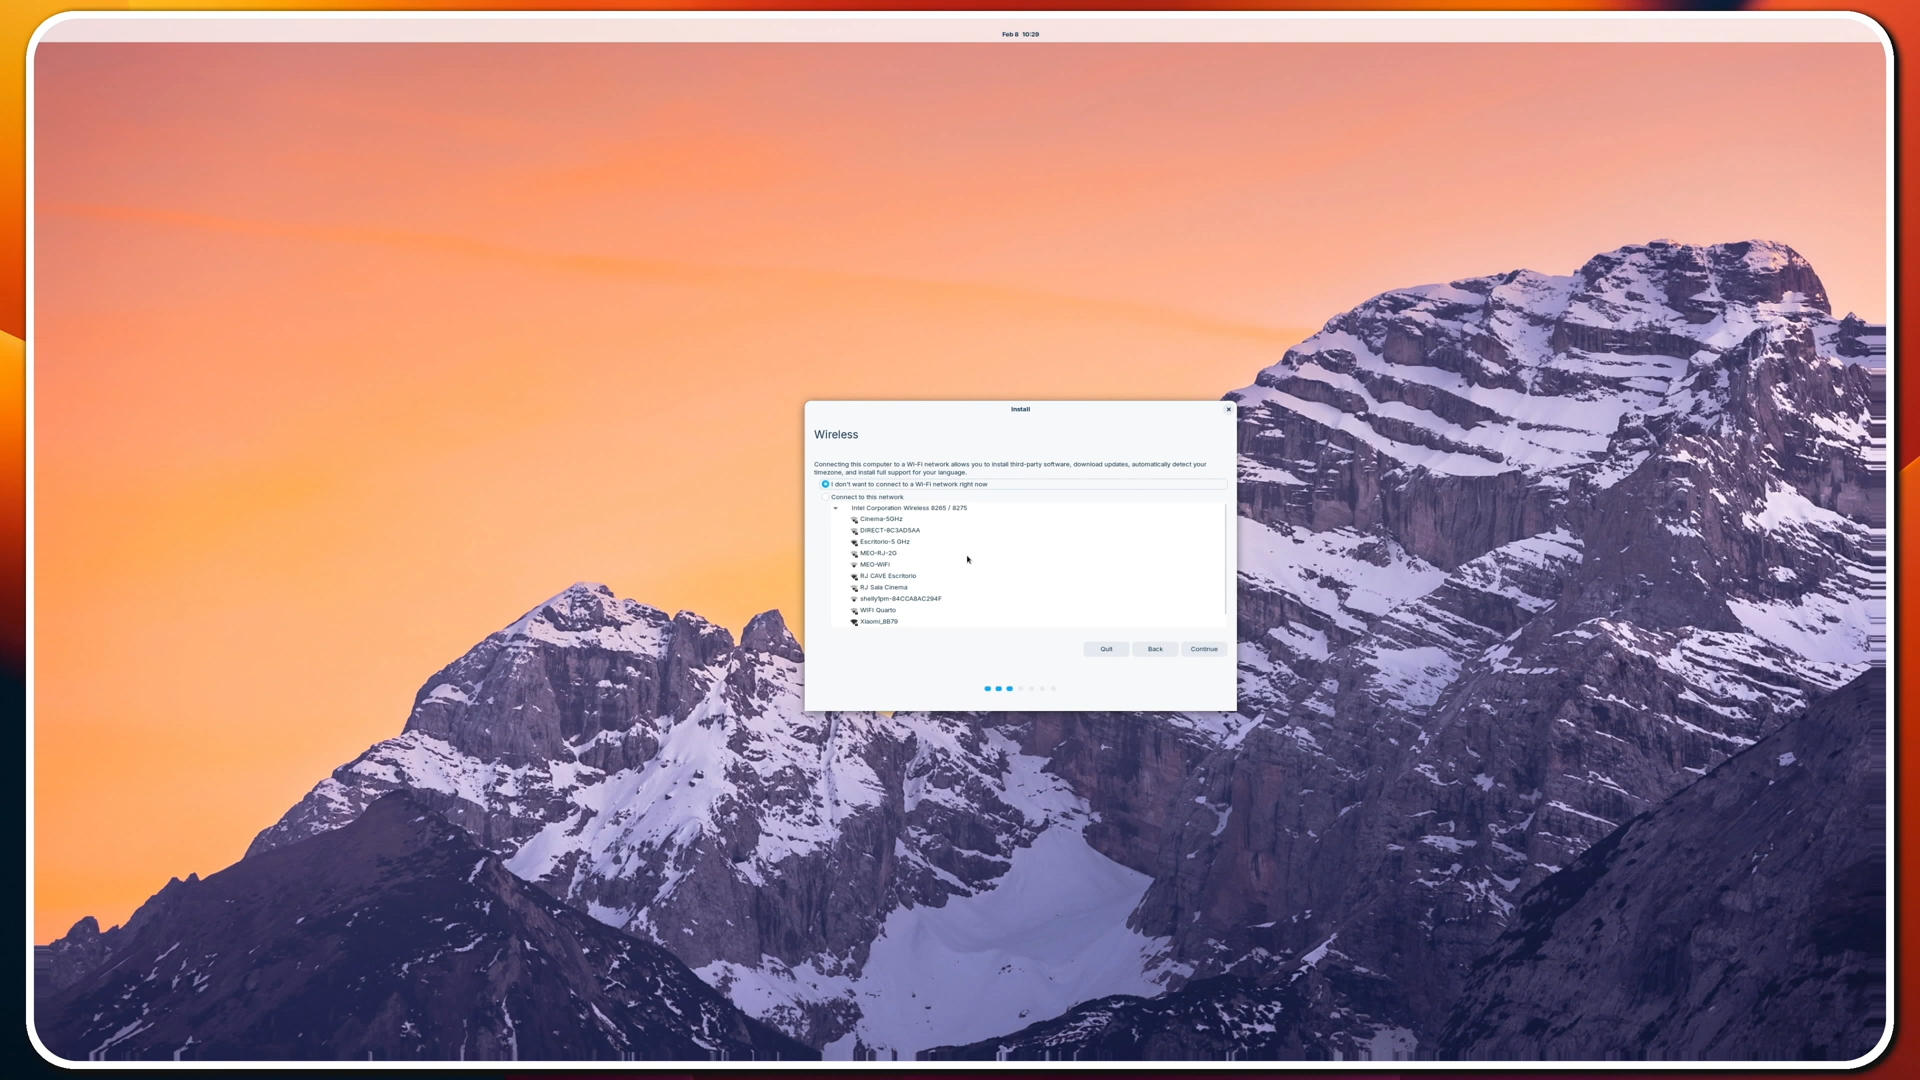 Feb 8 10:29
Install
Wireless
Connecting this computer to a Wi-Fi network allows you to install third-party software, download updates, automatically detect your
timezone, and install full support for your language.
I don't want to connect to a Wi-Fi network right now
Connect to this network
Intel Corporation Wireless 8265 / 8275
Cinema-5GHz
DIRECT-8C3AD5AA
Escritorio-5 GHz
MEO-RJ-2G
MEO-WiFi
RJ CAVE Escritorio
RJ Sala Cinema
shelly1pm-84CCA8AC294F
WIFI Quarto
Xiaomi_8B79
Quit
Back
Continue